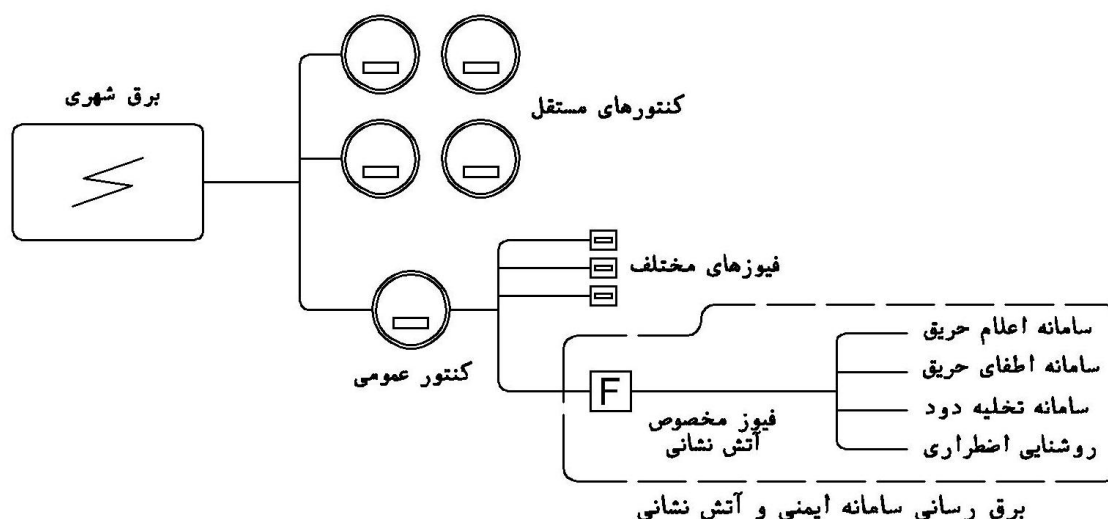 برق شهری
کنتورهای مستقل
فیوزهای مختلف
کنتور عمومی
F
فیوز مخصوص
آتش نشانی
سامانه اعلام حریق
سامانه اطفای حریق
سامانه تخلیه دود
روشنایی اضطراری
برق رسانی سامانه ایمنی و آتش نشانی